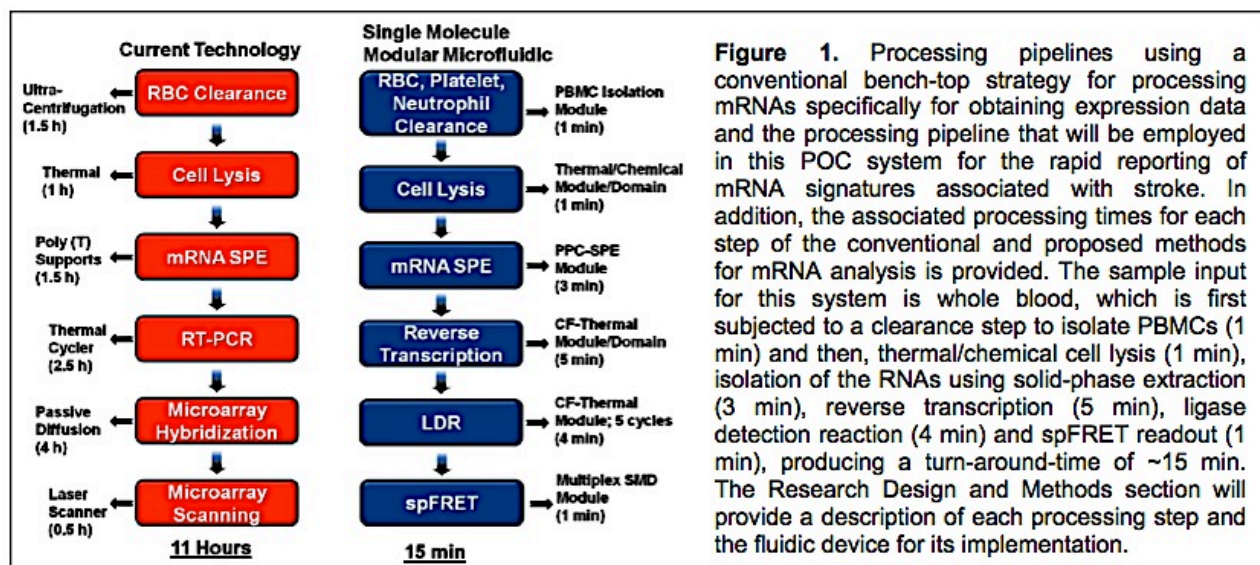 Current Technology
Ultra-
Centrifugation
(1.5 h)
RBC Clearance
Thermal
(1 h)
Cell Lysis
Poly (T)
Supports
(1.5 h)
mRNA SPE
Thermal
Cycler
(2.5 h)
RT-PCR
Passive
Diffusion
(4 h)
Microarray
Hybridization
Laser
Scanner
(0.5 h)
Microarray
Scanning
11 Hours
Single Molecule
Modular Microfluidic
RBC, Platelet,
Neutrophil
Clearance
PBMC Isolation
Module
(1 min)
Cell Lysis
Thermal/Chemical
Module/Domain
(1 min)
mRNA SPE
PPC-SPE
Module
(3 min)
Reverse
Transcription
CF-Thermal
Module/Domain
(5 min)
LDR
CF-Thermal
Module; 5 cycles
(4 min)
spFRET
Multiplex SMD
Module
(1 min)
15 min
Figure 1. Processing pipelines using a
conventional bench-top strategy for processing
mRNAs specifically for obtaining expression data
and the processing pipeline that will be employed
in this POC system for the rapid reporting of
mRNA signatures associated with stroke. In
addition, the associated processing times for each
step of the conventional and proposed methods
for mRNA analysis is provided. The sample input
for this system is whole blood, which is first
subjected to a clearance step to isolate PBMCs (1
min) and then, thermal/chemical cell lysis (1 min),
isolation of the RNAs using solid-phase extraction
(3 min), reverse transcription (5 min), ligase
detection reaction (4 min) and spFRET readout (1
min), producing a turn-around-time of ~15 min.
The Research Design and Methods section will
provide a description of each processing step and
the fluidic device for its implementation.